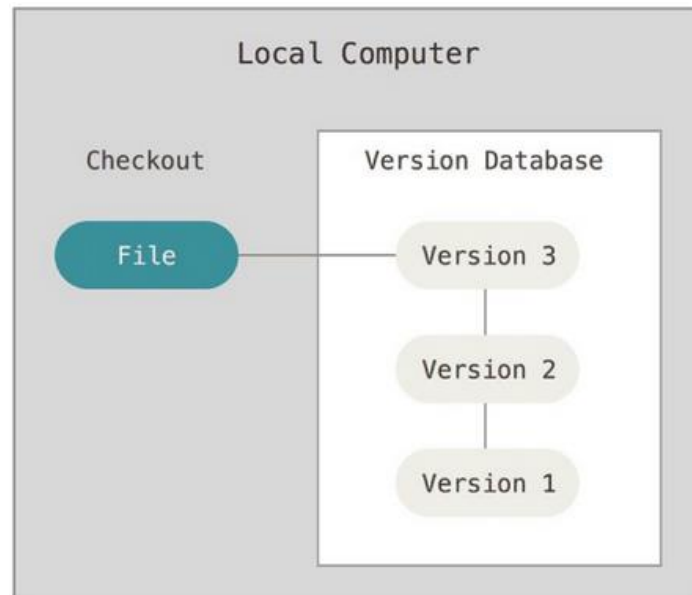 Local Computer
Checkout
Version Database
File
Version 3
Version 2
Version 1